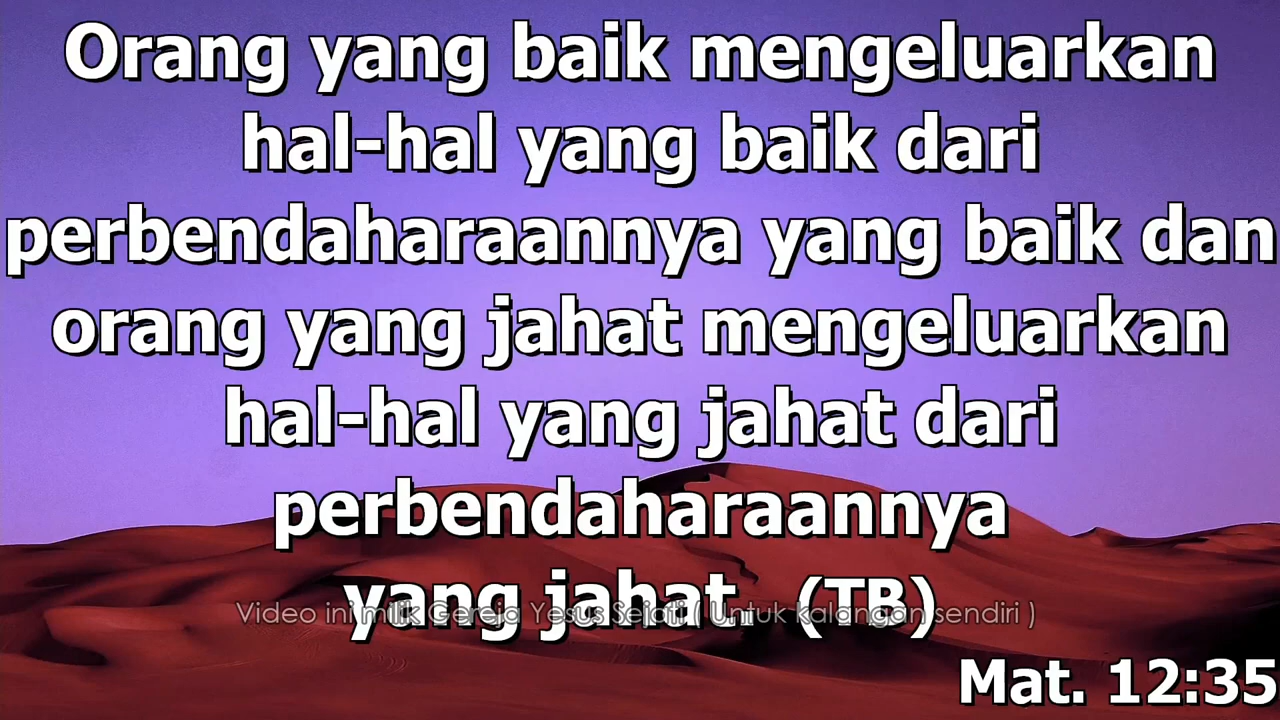 Orang yang baik mengeluarkan
hal-hal yang baik dari
perbendaharaannya yang baik dan
orang yang jahat mengeluarkan
hal-hal yang jahat dari
perbendaharaannya
yang jahat. (TB)
Video ini milik Gereja Yesus Sejati ( Untuk kalangan sendiri )
Mat. 12:35